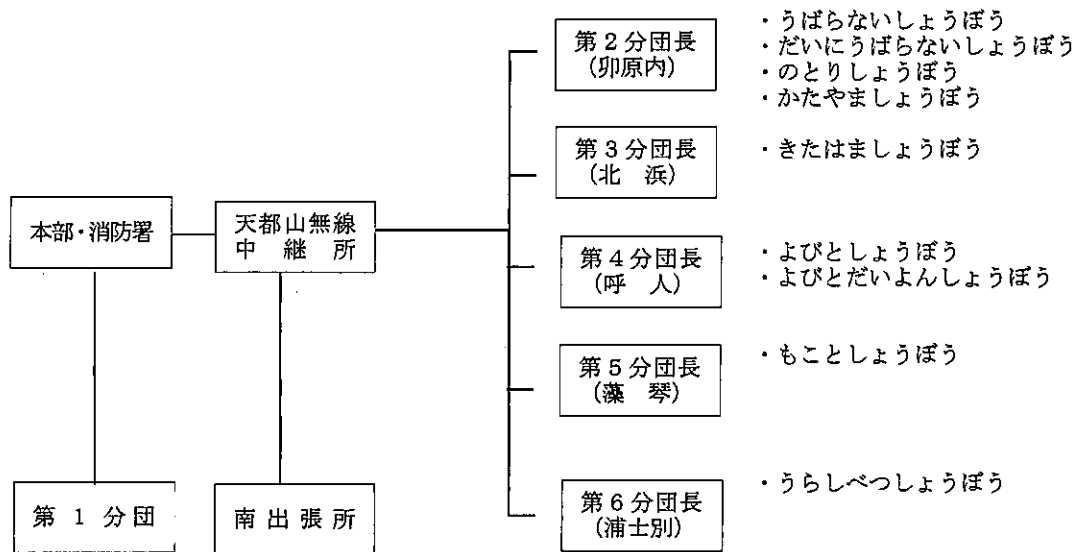 第2分団長
(卯原内)
・うばらないしょうぼう
・だいにうばらないしょうぼう
・のとりしょうぼう
・かたやましょうぼう
第3分団長
(北 浜)
・きたはましょうぼう
本部・消防署
天都山無線
中 継 所
第4分団長
(呼 人)
・よびとしょうぼう
・よびとだいよんしょうぼう
第5分団長
(藻 琴)
・もことしょうぼう
第 1 分 団
南 出 張 所
第6分団長
(浦士別)
・うらしべつしょうぼう